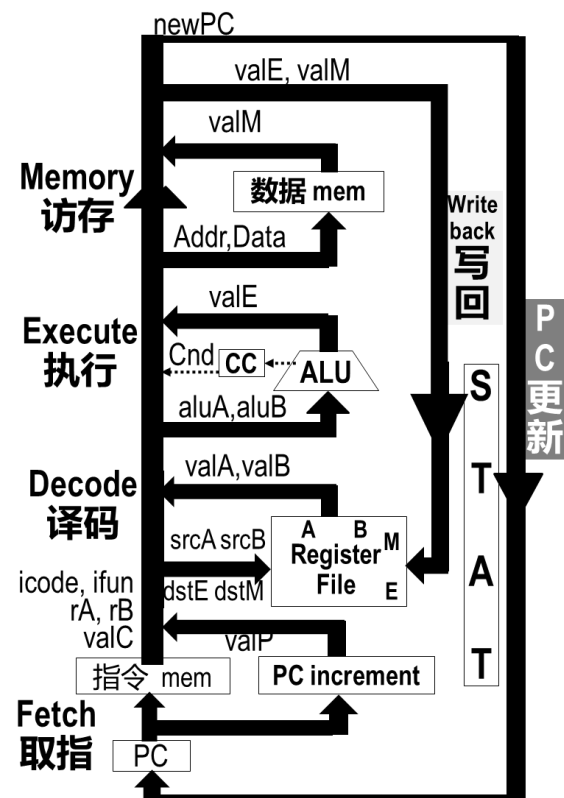 newPC
valE, valM
valM
Memory
访存
数据 mem
Write
back
写
回
Addr,Data
valE
Execute
执行
Cnd
CC
ALU
aluA,aluB
P
C
更
新
S
T
A
T
valA,valB
Decode
译码
srcA srcB
A B M
Register
File
E
icode, ifun
dstE dstM
rA, rB
valC
valP
指令 mem
PC increment
Fetch
取指
PC